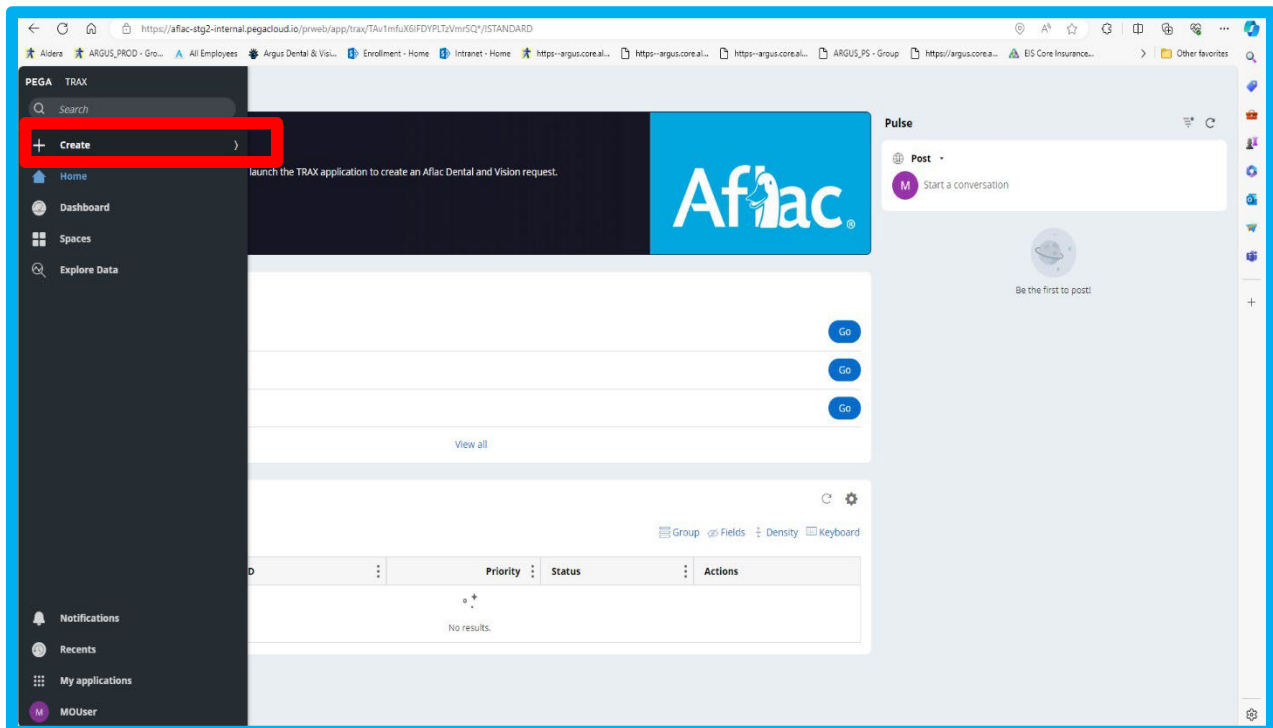 https://aflac-stg2-internal.pegacloud.io/prweb/app/trax/TAv1mfuX6IFDYPLTzVmrSQ*/!STANDARD
Aldera ARGUS_PROD - Gro... All Employees Argus Dental & Visi... Enrollment - Home Intranet - Home https--argus.core.al... https--argus.core.al... https--argus.core.al... ARGUS_PS - Group https://argus.core.a... EIS Core Insurance... Other favorites
PEGA TRAX
Search
Create
Home
Dashboard
Spaces
Explore Data
Notifications
Recents
My applications
M MOUser
launch the TRAX application to create an Aflac Dental and Vision request.
Aflac®
Go
Go
Go
View all
Group Fields Density Keyboard
D Priority Status Actions
No results.
Pulse
Post
M Start a conversation
Be the first to post!